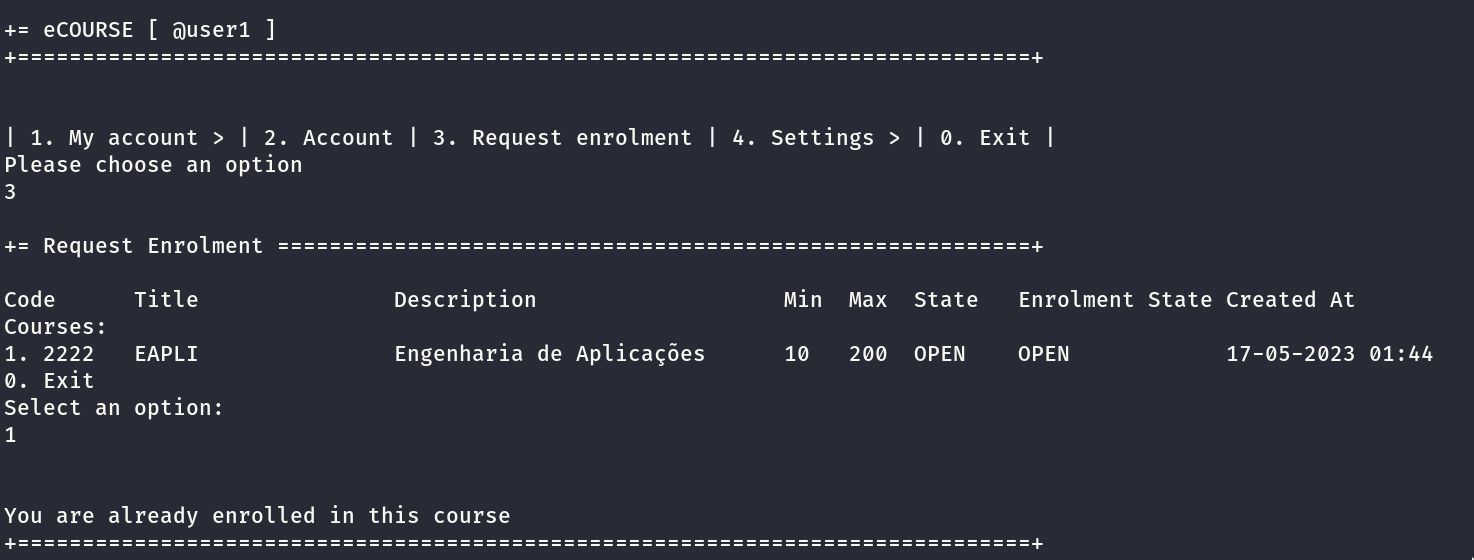 += eCOURSE [ @user1 ]
+==============================================================================+
| 1. My account > | 2. Account | 3. Request enrolment | 4. Settings > | 0. Exit |
Please choose an option
3
+= Request Enrolment ==========================================================+
Code      Title               Description                   Min  Max  State   Enrolment State Created At
Courses:
1. 2222   EAPLI               Engenharia de Aplicações      10   200  OPEN    OPEN            17-05-2023 01:44
0. Exit
Select an option:
1
You are already enrolled in this course
+==============================================================================+